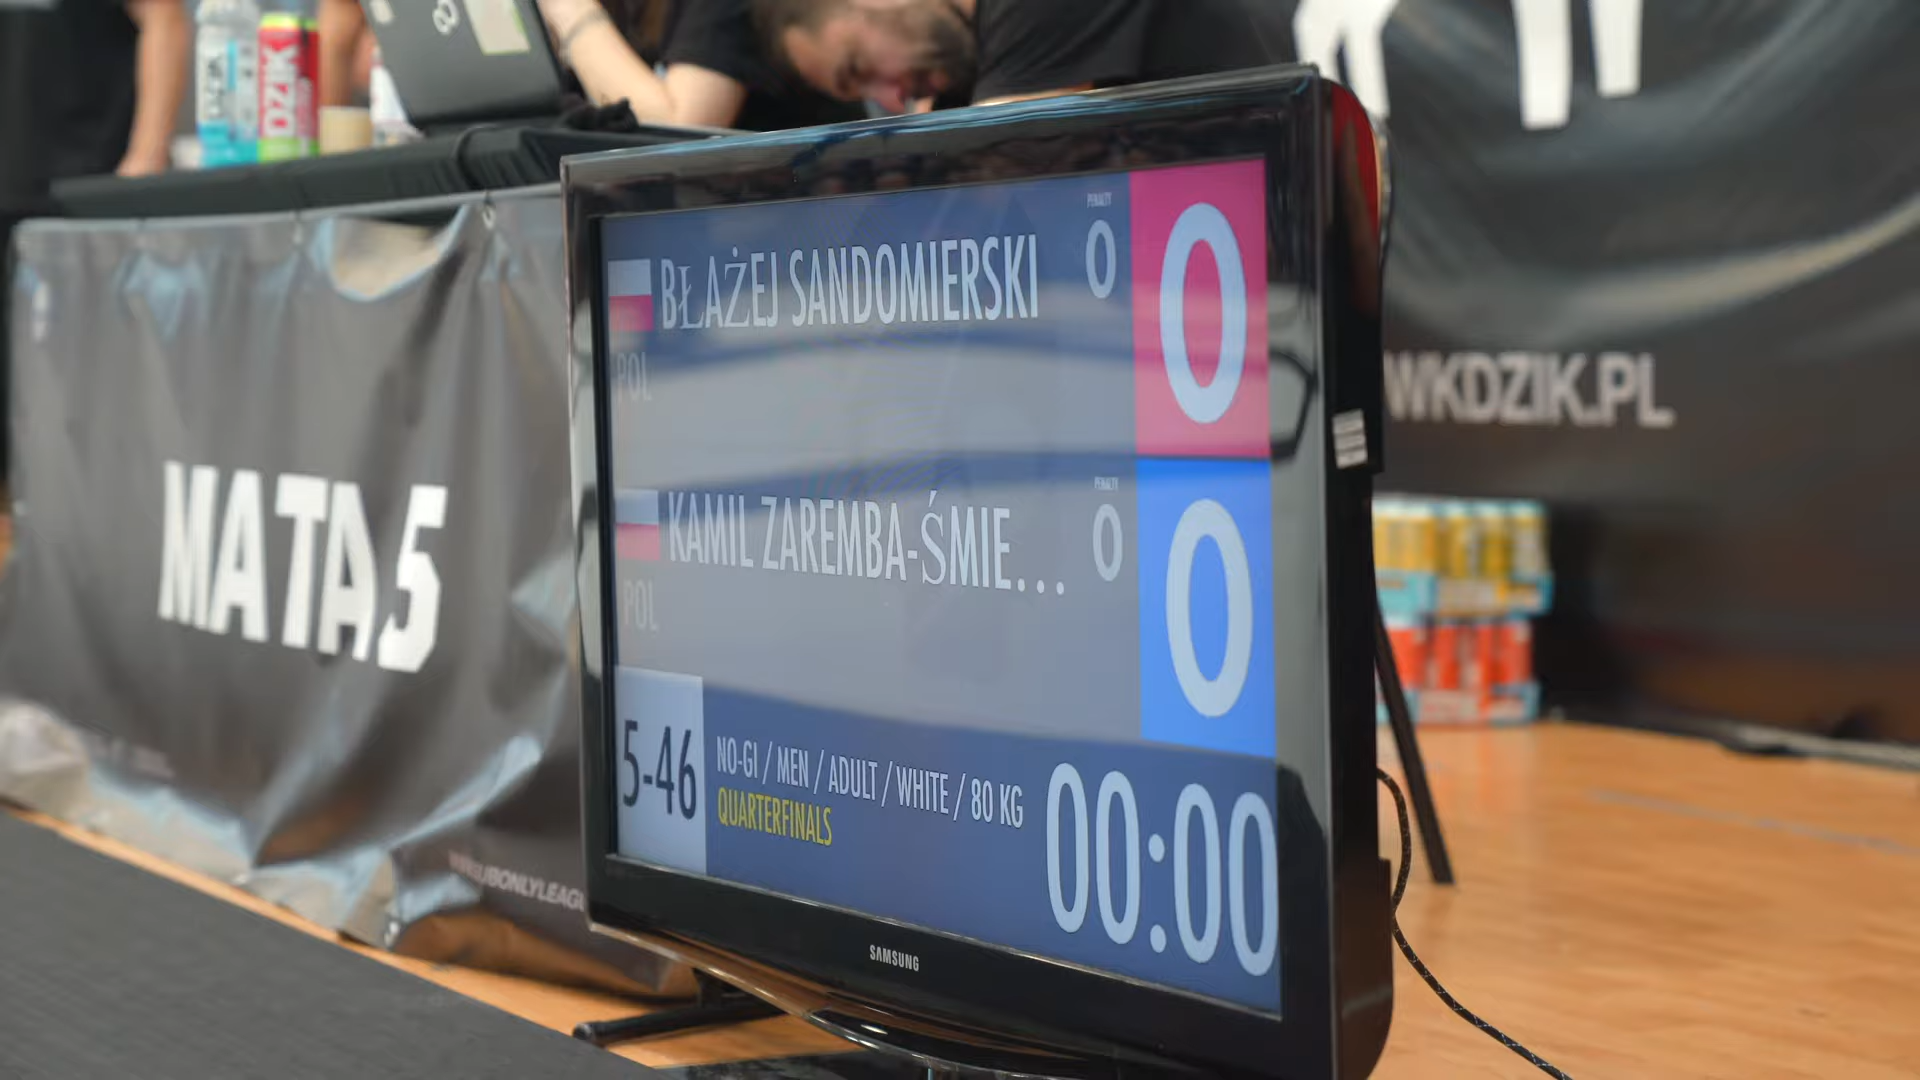 DZIK
DZIK
PENALTY
BŁAŻEJ SANDOMIERSKI
0
0
POL
WKDZIK.PL
PENALTY
KAMIL ZAREMBA-ŚMIE...
0
0
POL
MATA 5
5-46
NO-GI / MEN / ADULT / WHITE / 80 KG
QUARTERFINALS
00:00
SAMSUNG